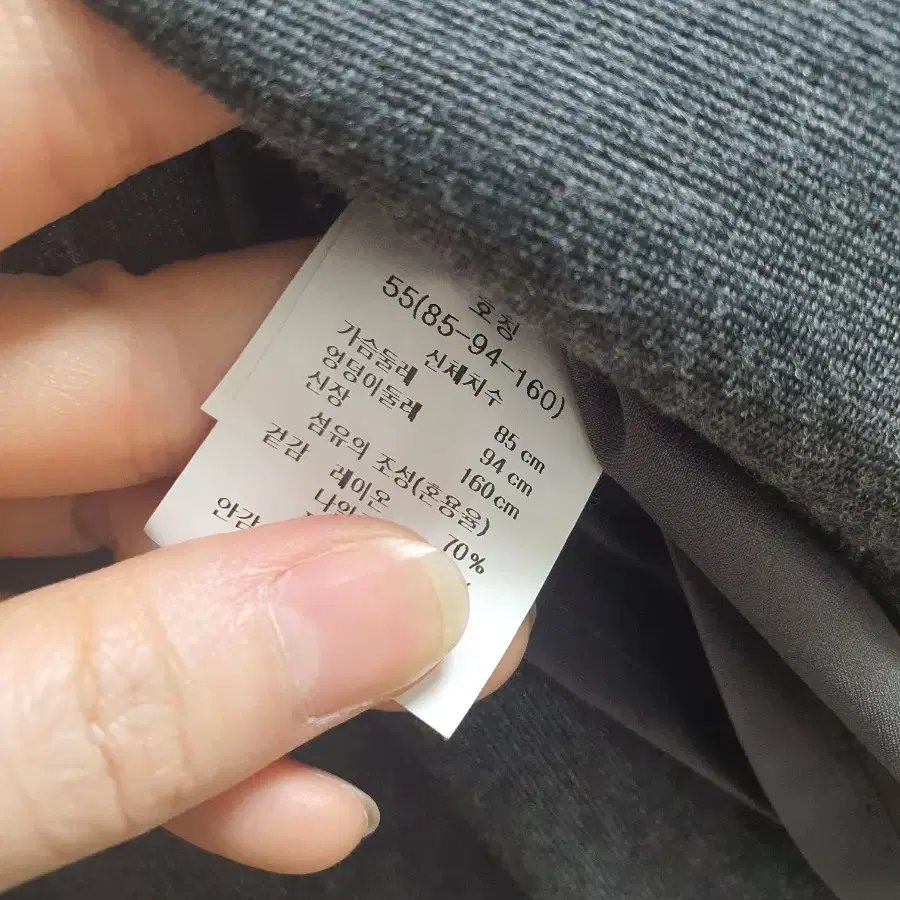 호칭
55(85-94-160)
신체치수
가슴둘레 85 cm
엉덩이둘레 94 cm
신장 160 cm
섬유의 조성(혼용율)
겉감 레이온 70%
안감